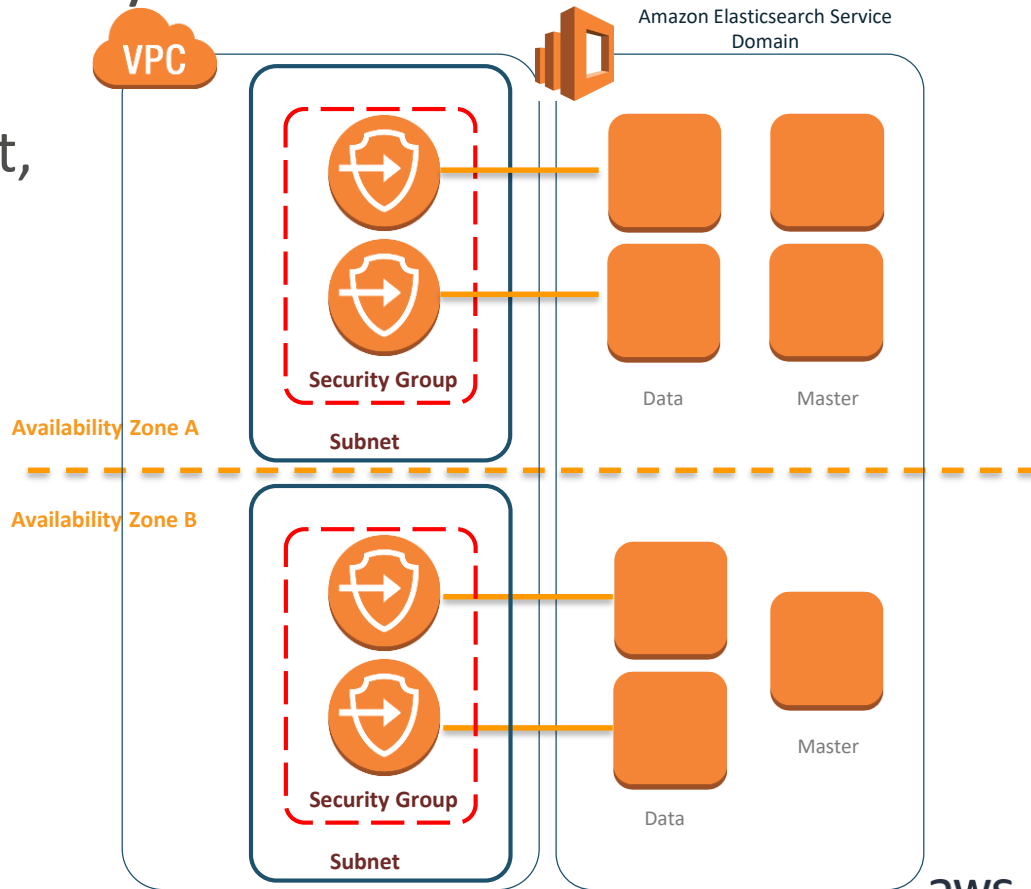 t,
VPC
Amazon Elasticsearch Service
Domain
Security Group
Data
Master
Availability Zone A
Subnet
Availability Zone B
Security Group
Master
Data
Subnet
aws